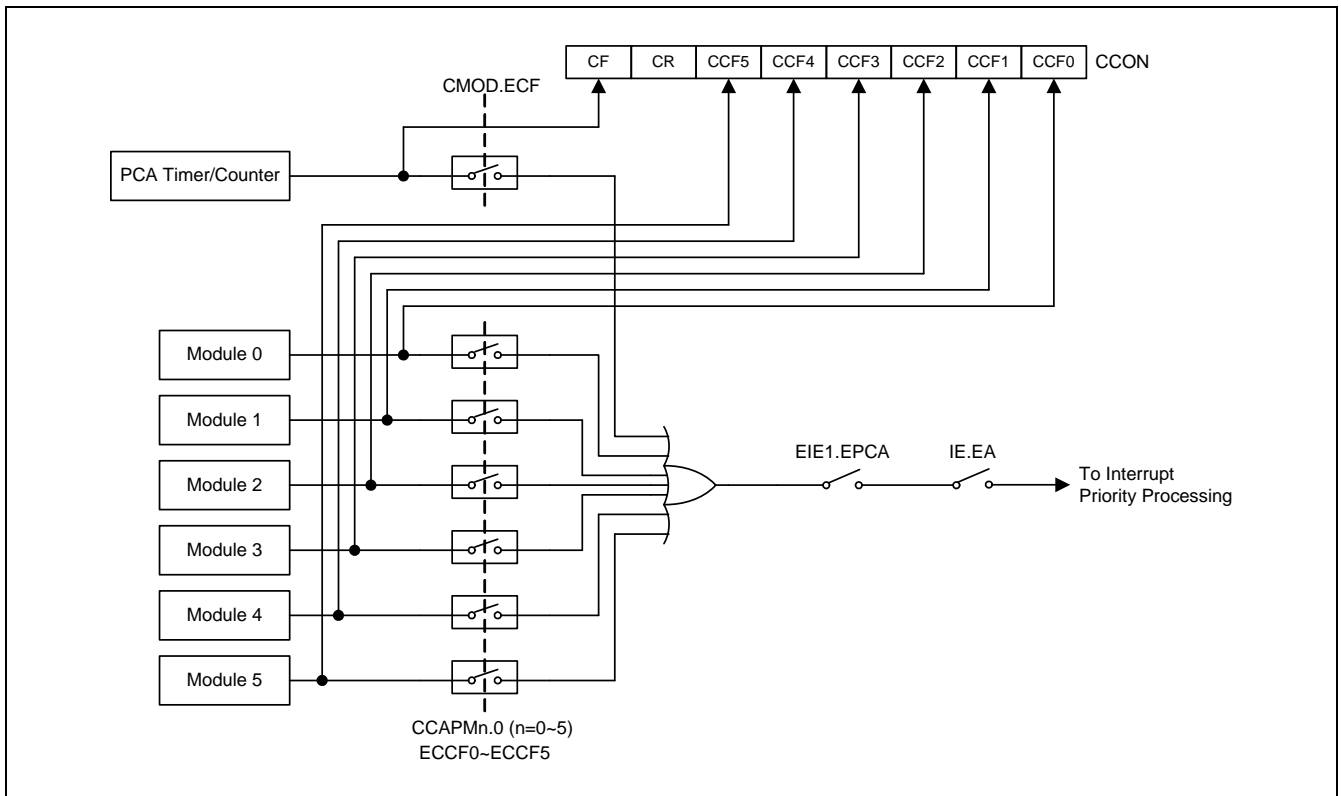 CF CR CCF5 CCF4 CCF3 CCF2 CCF1 CCF0 CCON
CMOD.ECF
PCA Timer/Counter
Module 0
Module 1
Module 2
Module 3
Module 4
Module 5
EIE1.EPCA
IE.EA
To Interrupt
Priority Processing
CCAPMn.0 (n=0~5)
ECCF0~ECCF5